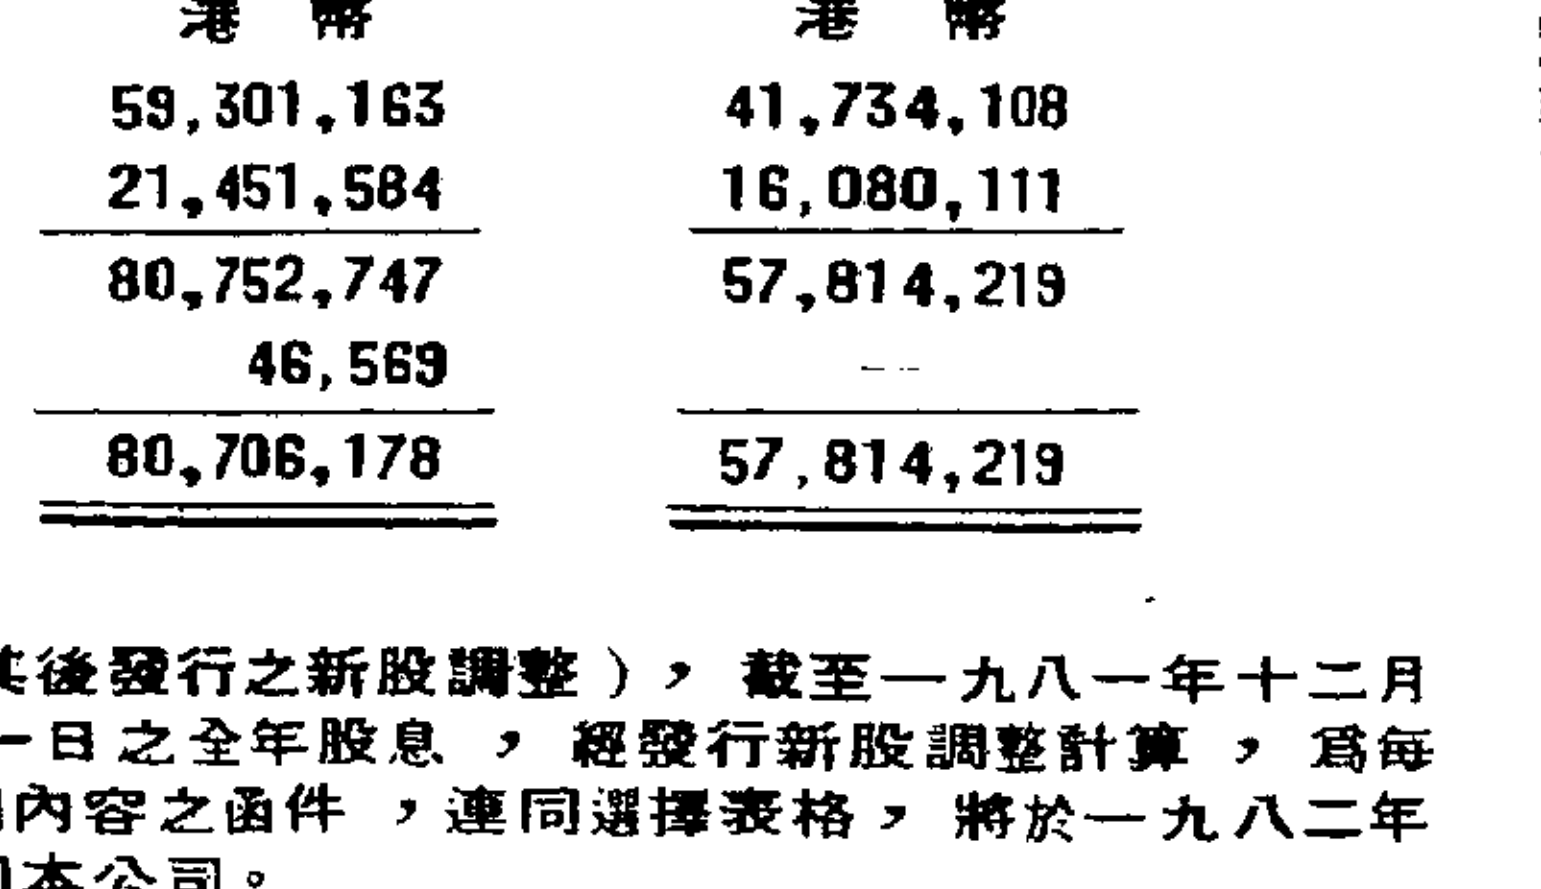 港 幣 港 幣
59,301,163 41,734,108
21,451,584 16,080,111
80,752,747 57,814,219
46,569 — --
80,706,178 57,814,219
其後發行之新股調整），截至一九八一年十二月
一日之全年股息，經發行新股調整計算，爲每
內容之函件，連同選擇表格，將於一九八二年
本公司。